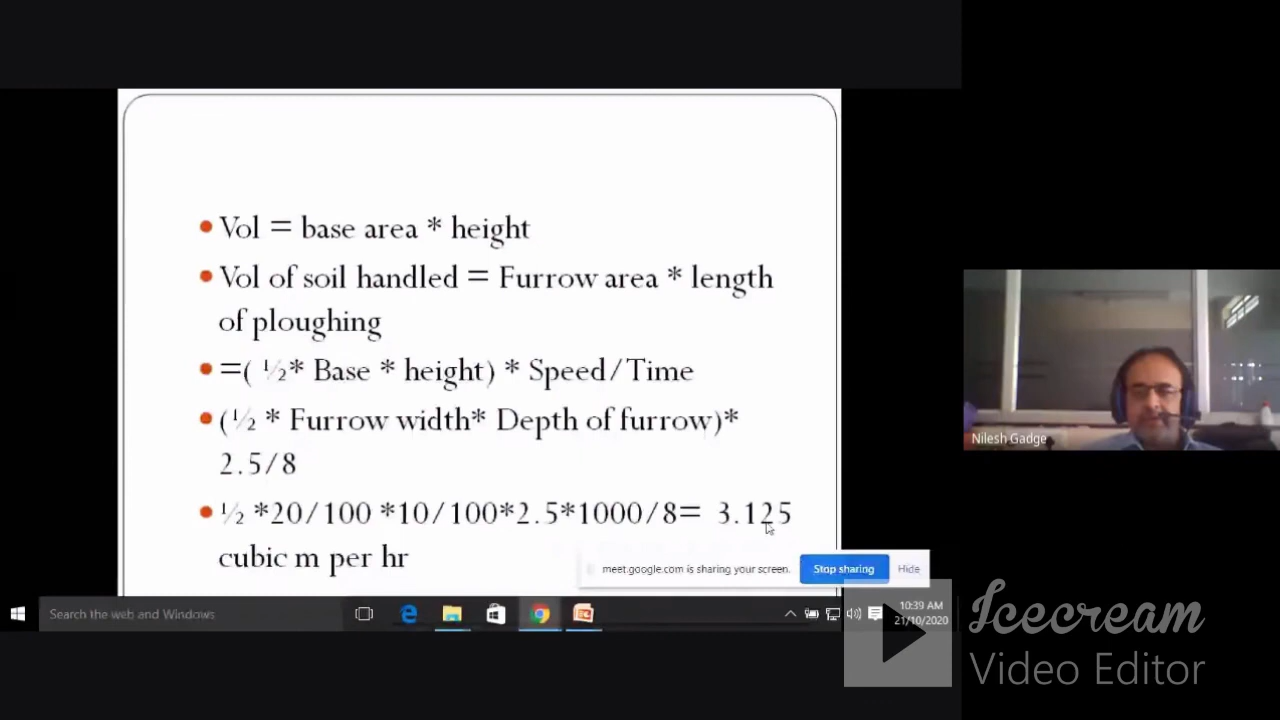 Vol = base area * height
Vol of soil handled = Furrow area * length
of ploughing
=( ½* Base * height) * Speed/Time
(½ * Furrow width* Depth of furrow)*
2.5/8
½ *20/100 *10/100*2.5*1000/8= 3.125
cubic m per hr
Nilesh Gadge
meet.google.com is sharing your screen.
Stop sharing
Hide
Search the web and Windows
10:39 AM
21/10/2020
Icecream
Video Editor